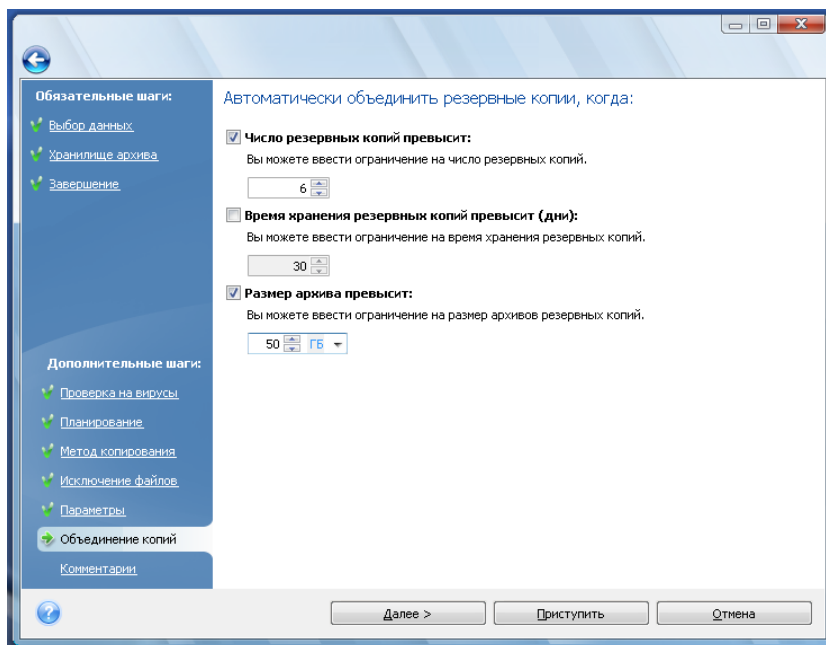 Обязательные шаги:
Выбор данных
Хранилище архива
Завершение
Дополнительные шаги:
Проверка на вирусы
Планирование
Метод копирования
Исключение файлов
Параметры
Объединение копий
Комментарии
Автоматически объединить резервные копии, когда:
Число резервных копий превысит:
Вы можете ввести ограничение на число резервных копий.
6
Время хранения резервных копий превысит (дни):
Вы можете ввести ограничение на время хранения резервных копий.
30
Размер архива превысит:
Вы можете ввести ограничение на размер архивов резервных копий.
50 ГБ
Далее > Приступить Отмена